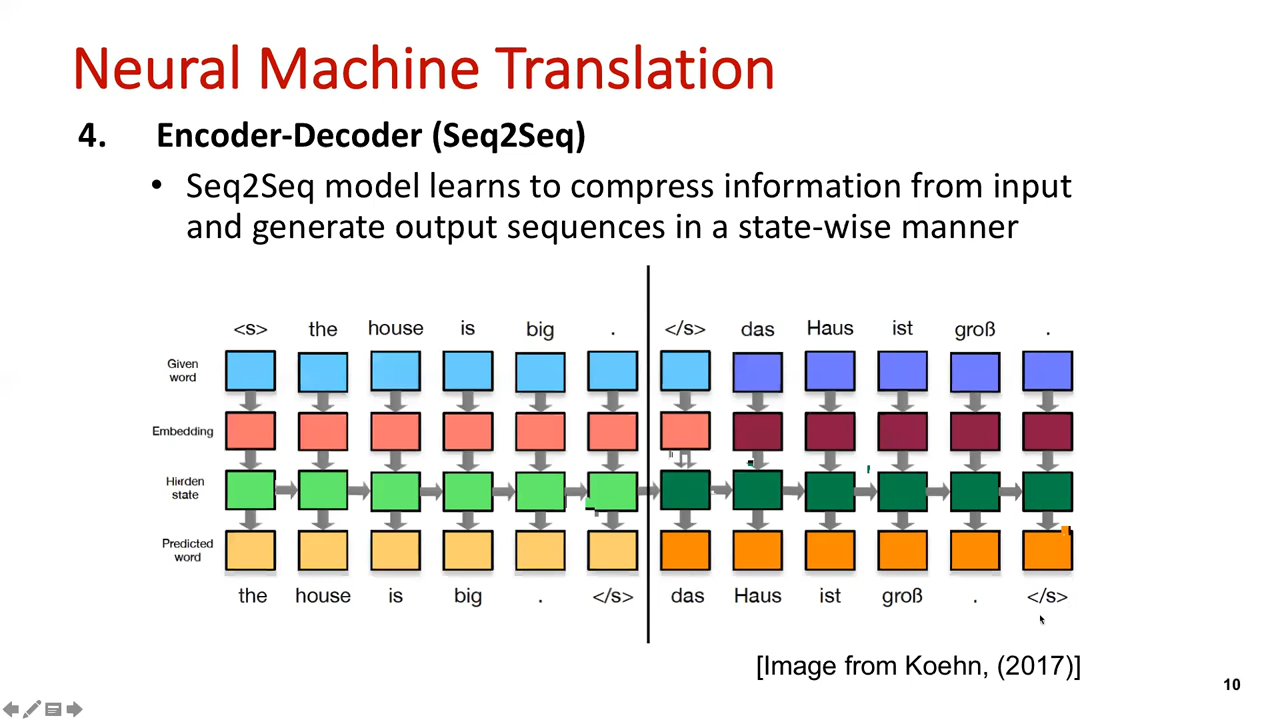 Neural Machine Translation
4. Encoder-Decoder (Seq2Seq)
• Seq2Seq model learns to compress information from input
and generate output sequences in a state-wise manner
<s> the house is big . </s> das Haus ist groß .
Given
word
Embedding
Hidden
state
Predicted
word
the house is big . </s> das Haus ist groß . </s>
[Image from Koehn, (2017)]
10